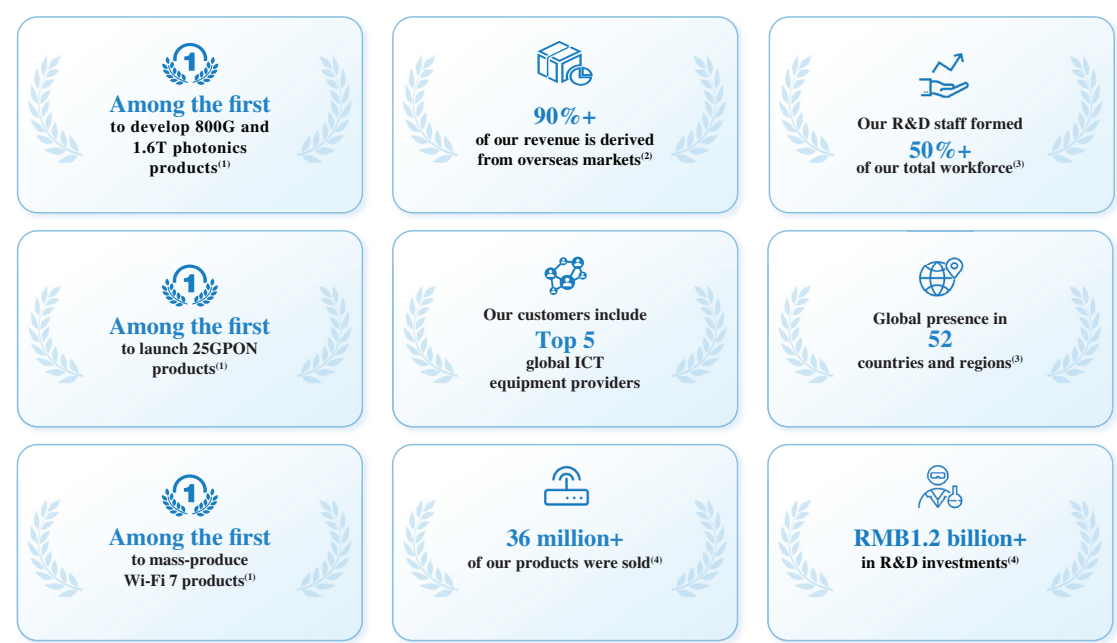 1
Among the first
to develop 800G and
1.6T photonics
products(1)
90%+
of our revenue is derived
from overseas markets(2)
Our R&D staff formed
50%+
of our total workforce(3)
1
Among the first
to launch 25GPON
products(1)
Our customers include
Top 5
global ICT
equipment providers
Global presence in
52
countries and regions(3)
1
Among the first
to mass-produce
Wi-Fi 7 products(1)
36 million+
of our products were sold(4)
RMB1.2 billion+
in R&D investments(4)